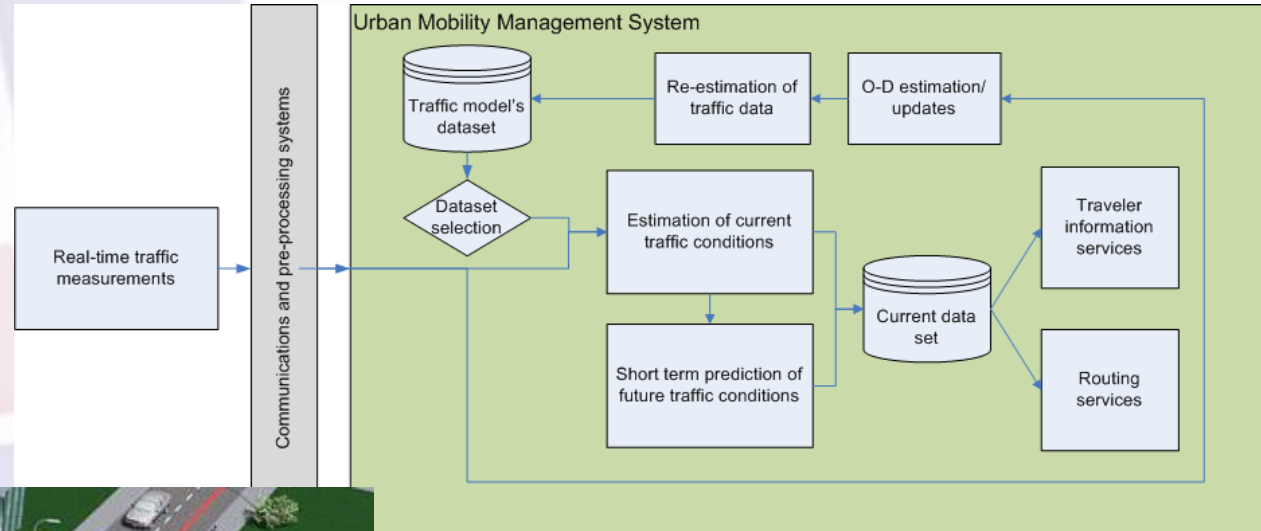 Urban Mobility Management System
Traffic model's
dataset
Re-estimation of
traffic data
O-D estimation/
updates
Dataset
selection
Real-time traffic
measurements
Communications and pre-processing systems
Estimation of current
traffic conditions
Short term prediction of
future traffic conditions
Current data
set
Traveler
information
services
Routing
services